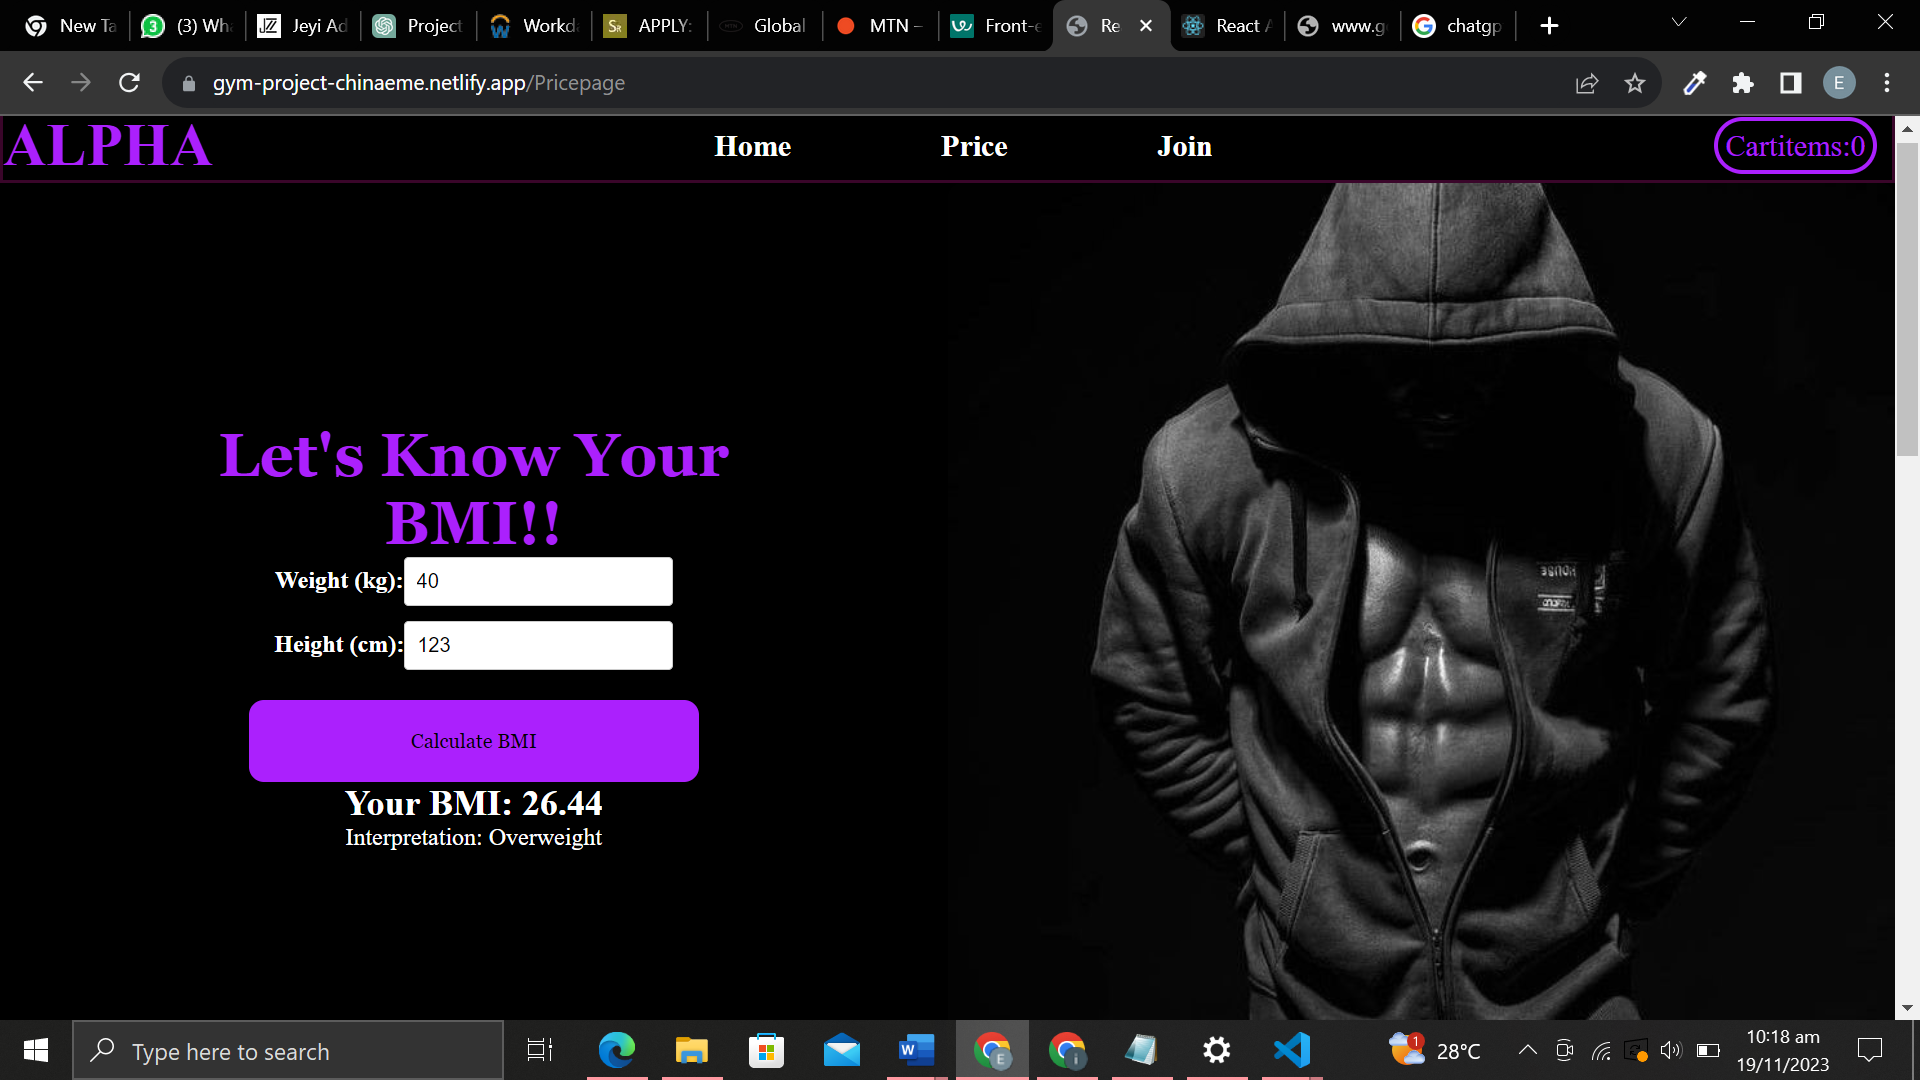 New Ta
(3) Wh
Jeyi Ad
Project
Workd
APPLY:
Global
MTN –
Front-e
Re
React A
www.g
chatgp
gym-project-chinaeme.netlify.app/Pricepage
E
ALPHA
Home
Price
Join
Cartitems:0
Let's Know Your
BMI!!
Weight (kg): 40
Height (cm): 123
Calculate BMI
Your BMI: 26.44
Interpretation: Overweight
Type here to search
28°C
10:18 am
19/11/2023